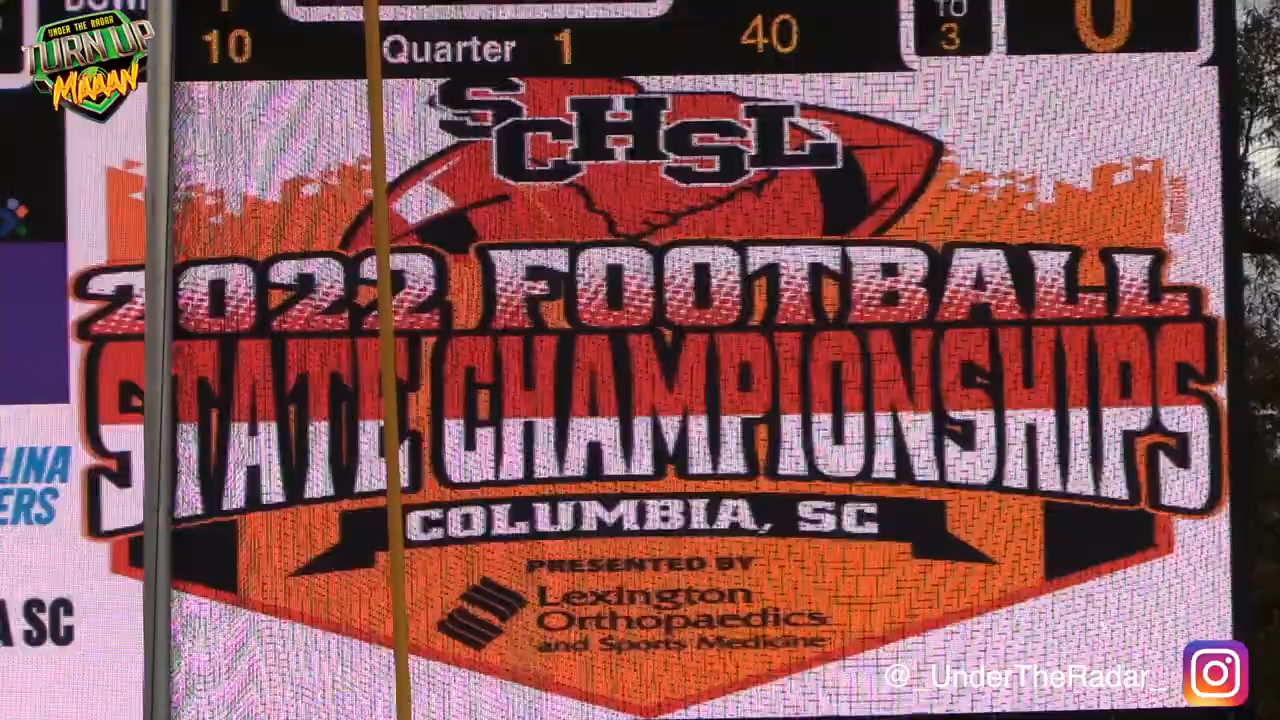 UNDER THE RADAR
TURN UP
MAAAN
10
Quarter 1
40
TO
3
0
SCHSL
2022 FOOTBALL
STATE CHAMPIONSHIPS
COLUMBIA, SC
PRESENTED BY
Lexington
Orthopaedics
and Sports Medicine
LINA
ERS
A SC
@_UnderTheRadar_